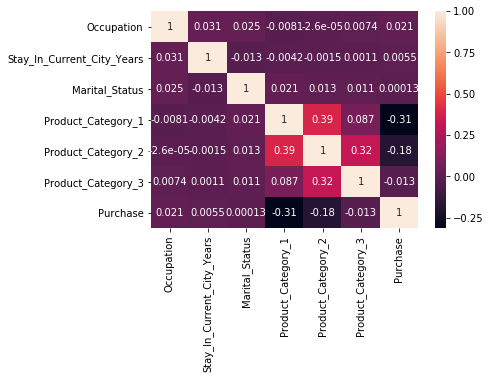 Occupation 1 0.031 0.025 -0.0081 -2.6e-05 0.0074 0.021
Stay_In_Current_City_Years 0.031 1 -0.013 -0.0042 -0.0015 0.0011 0.0055
Marital_Status 0.025 -0.013 1 0.021 0.013 0.011 0.00013
Product_Category_1 -0.0081 -0.0042 0.021 1 0.39 0.087 -0.31
Product_Category_2 -2.6e-05 -0.0015 0.013 0.39 1 0.32 -0.18
Product_Category_3 0.0074 0.0011 0.011 0.087 0.32 1 -0.013
Purchase 0.021 0.0055 0.00013 -0.31 -0.18 -0.013 1
Occupation
Stay_In_Current_City_Years
Marital_Status
Product_Category_1
Product_Category_2
Product_Category_3
Purchase
1.00
0.75
0.50
0.25
0.00
-0.25